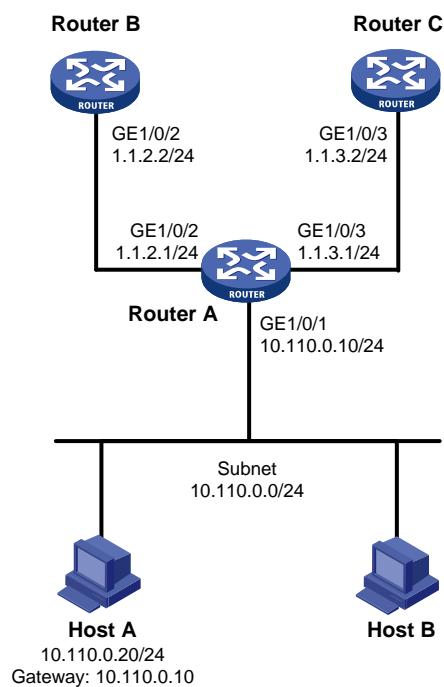 Router B
Router C
ROUTER
ROUTER
GE1/0/2
1.1.2.2/24
GE1/0/3
1.1.3.2/24
GE1/0/2
1.1.2.1/24
GE1/0/3
1.1.3.1/24
ROUTER
Router A
GE1/0/1
10.110.0.10/24
Subnet
10.110.0.0/24
Host A
10.110.0.20/24
Gateway: 10.110.0.10
Host B